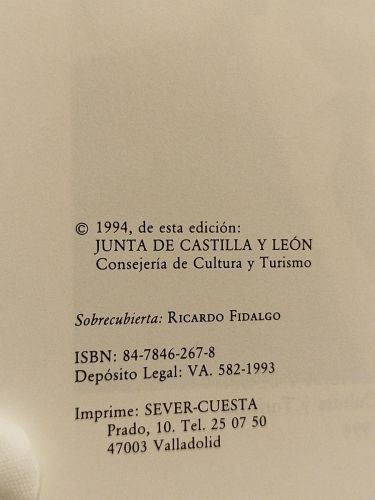 © 1994, de esta edición:
JUNTA DE CASTILLA Y LEÓN
Consejería de Cultura y Turismo
Sobrecubierta: RICARDO FIDALGO
ISBN: 84-7846-267-8
Depósito Legal: VA. 582-1993
Imprime: SEVER-CUESTA
Prado, 10. Tel. 25 07 50
47003 Valladolid